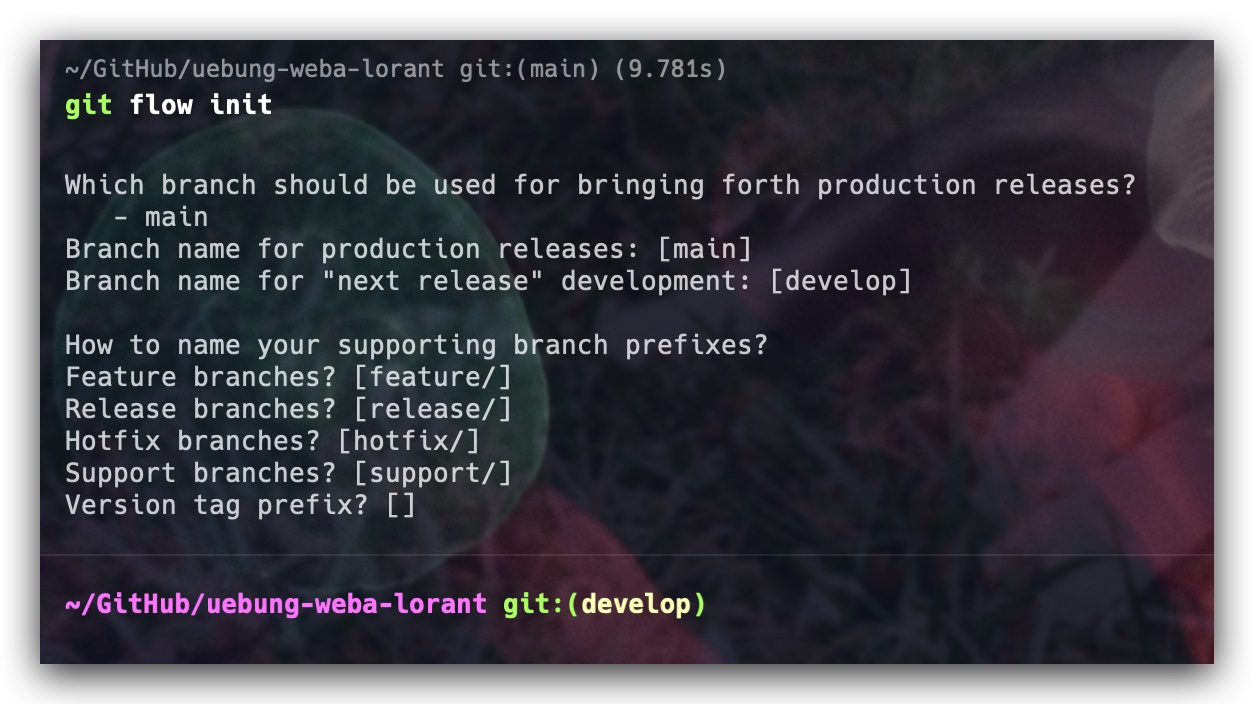 ~/GitHub/uebung-weba-lorant git:(main) (9.781s)
git flow init
Which branch should be used for bringing forth production releases?
   - main
Branch name for production releases: [main]
Branch name for "next release" development: [develop]
How to name your supporting branch prefixes?
Feature branches? [feature/]
Release branches? [release/]
Hotfix branches? [hotfix/]
Support branches? [support/]
Version tag prefix? []
~/GitHub/uebung-weba-lorant git:(develop)